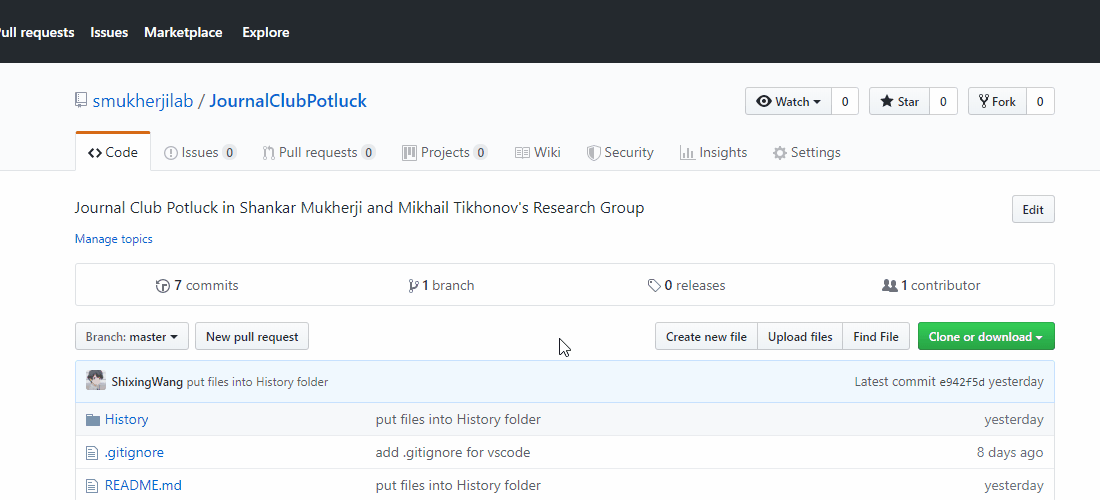 Pull requests Issues Marketplace Explore
smukherjilab / JournalClubPotluck
Watch 0 Star 0 Fork 0
Code Issues 0 Pull requests 0 Projects 0 Wiki Security Insights Settings
Journal Club Potluck in Shankar Mukherji and Mikhail Tikhonov's Research Group
Edit
Manage topics
7 commits 1 branch 0 releases 1 contributor
Branch: master New pull request Create new file Upload files Find File Clone or download
ShixingWang put files into History folder Latest commit e942f5d yesterday
History put files into History folder yesterday
.gitignore add .gitignore for vscode 8 days ago
README.md put files into History folder yesterday